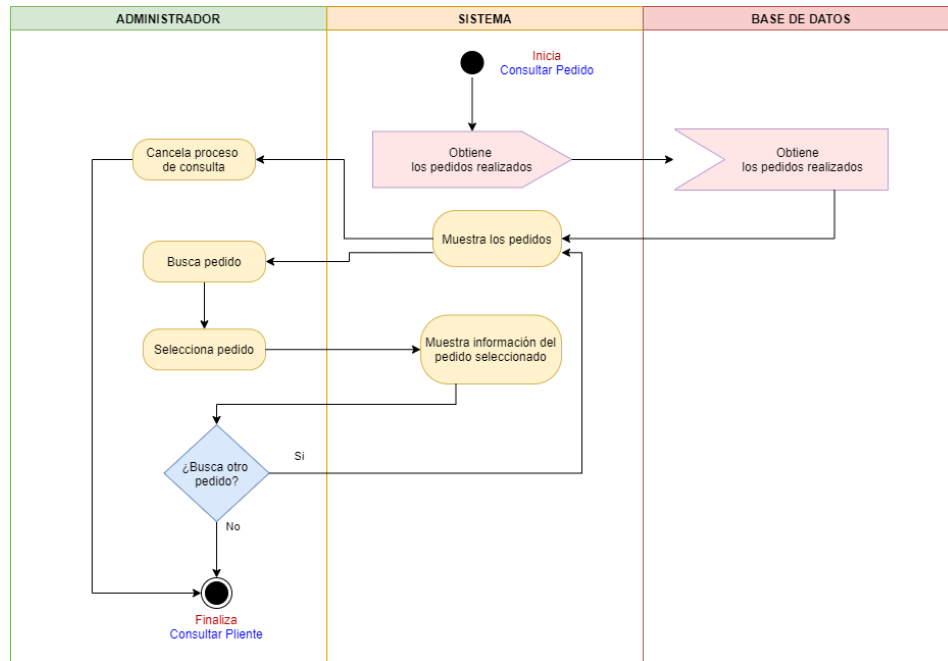 ADMINISTRADOR
SISTEMA
BASE DE DATOS
Inicia
Consultar Pedido
Cancela proceso
de consulta
Obtiene
los pedidos realizados
Obtiene
los pedidos realizados
Muestra los pedidos
Busca pedido
Selecciona pedido
Muestra información del
pedido seleccionado
¿Busca otro
pedido?
Si
No
Finaliza
Consultar Pliente